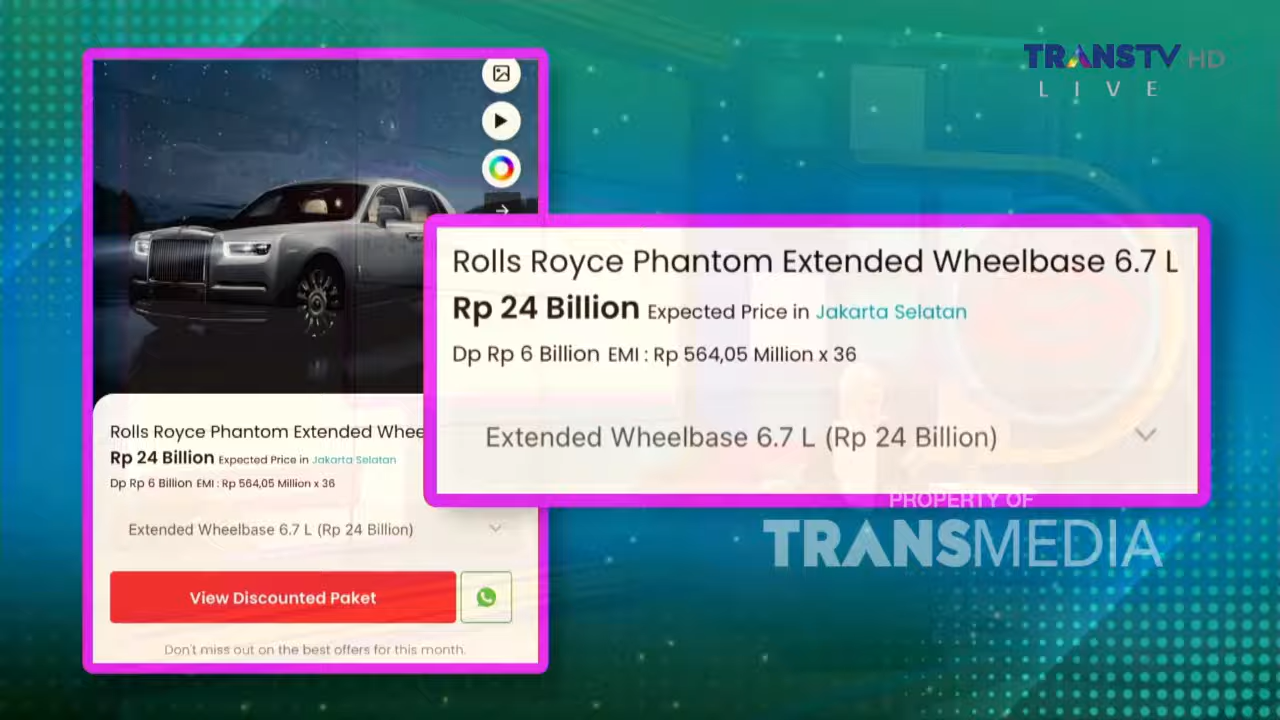 TRANSTV HD
LIVE
Rolls Royce Phantom Extended Wheelbase 6.7 L
Rp 24 Billion Expected Price in Jakarta Selatan
Dp Rp 6 Billion EMI : Rp 564,05 Million x 36
Extended Wheelbase 6.7 L (Rp 24 Billion)
Rolls Royce Phantom Extended Whee
Rp 24 Billion Expected Price in Jakarta Selatan
Dp Rp 6 Billion EMI : Rp 564,05 Million x 36
Extended Wheelbase 6.7 L (Rp 24 Billion)
View Discounted Paket
Don't miss out on the best offers for this month.
PROPERTY OF
TRANSMEDIA